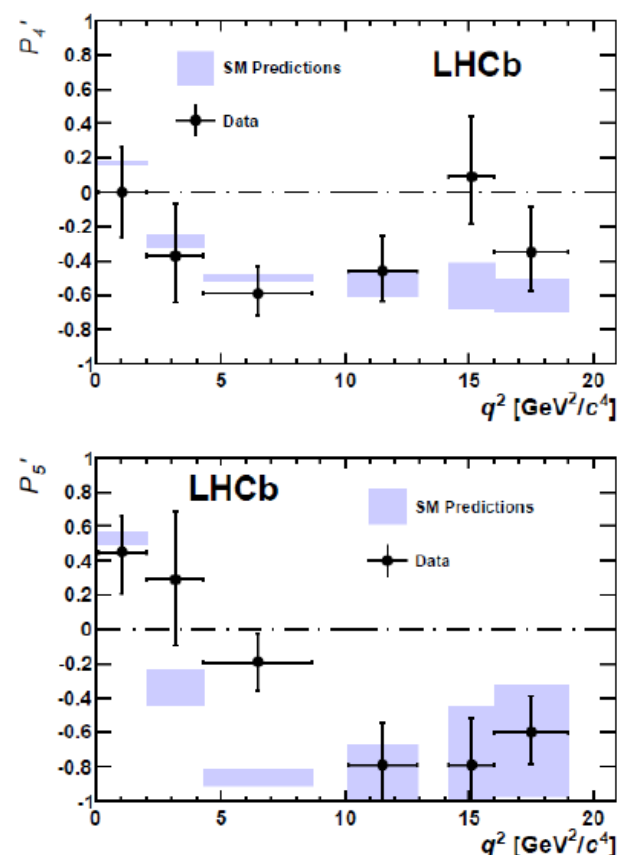 P4'
1
0.8
0.6
0.4
0.2
0
-0.2
-0.4
-0.6
-0.8
-1
SM Predictions
LHCb
Data
0 5 10 15 20
q² [GeV²/c⁴]
P5'
1
0.8
0.6
0.4
0.2
0
-0.2
-0.4
-0.6
-0.8
-1
LHCb
SM Predictions
Data
0 5 10 15 20
q² [GeV²/c⁴]